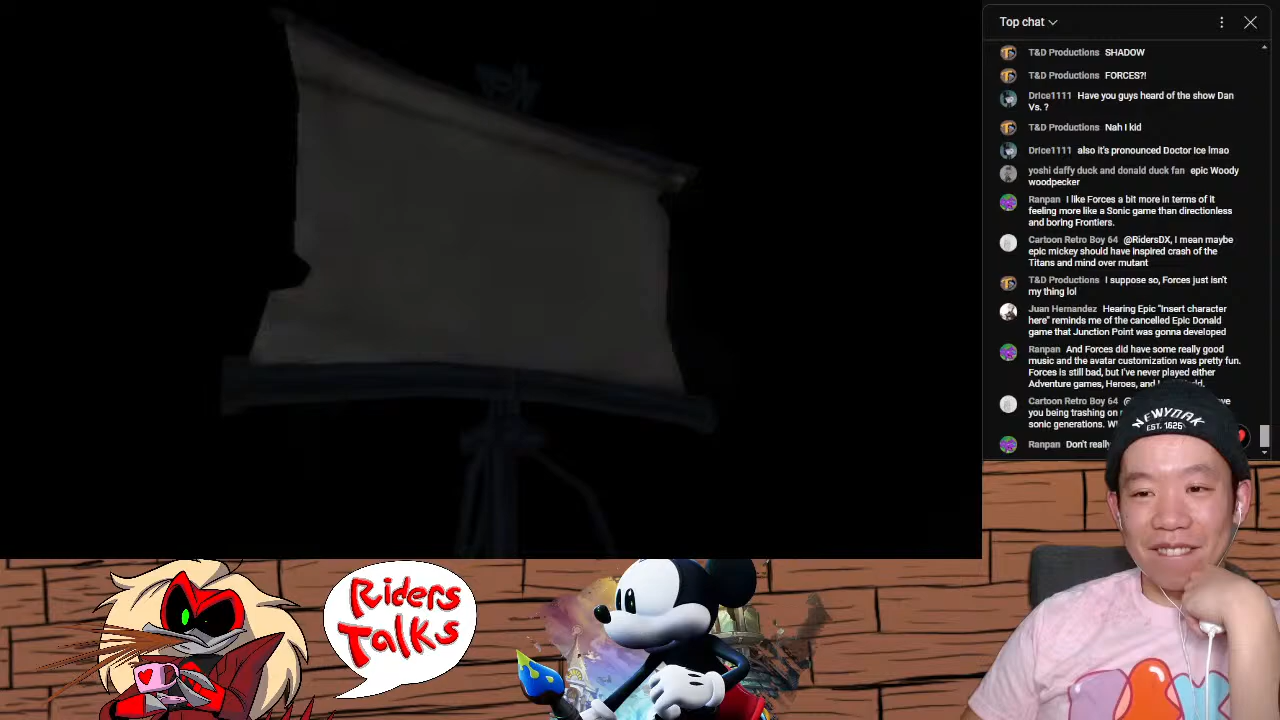 Top chat
T&D Productions SHADOW
T&D Productions FORCES?!
DrIce1111 Have you guys heard of the show Dan
Vs. ?
T&D Productions Nah I kid
DrIce1111 also it's pronounced Doctor Ice lmao
yoshi daffy duck and donald duck fan epic Woody
woodpecker
Ranpan I like Forces a bit more in terms of it
feeling more like a Sonic game than directionless
and boring Frontiers.
Cartoon Retro Boy 64 @RidersDX, I mean maybe
epic mickey should have inspired crash of the
Titans and mind over mutant
T&D Productions I suppose so, Forces just isn't
my thing lol
Juan Hernandez Hearing Epic "Insert character
here" reminds me of the cancelled Epic Donald
game that Junction Point was gonna developed
Ranpan And Forces did have some really good
music and the avatar customization was pretty fun.
Forces is still bad, but I've never played either
Adventure games, Heroes, and
Cartoon Retro Boy 64
you being trashing on
sonic generations.
Ranpan Don't really
NEWYORK
EST. 1625
Riders
Talks